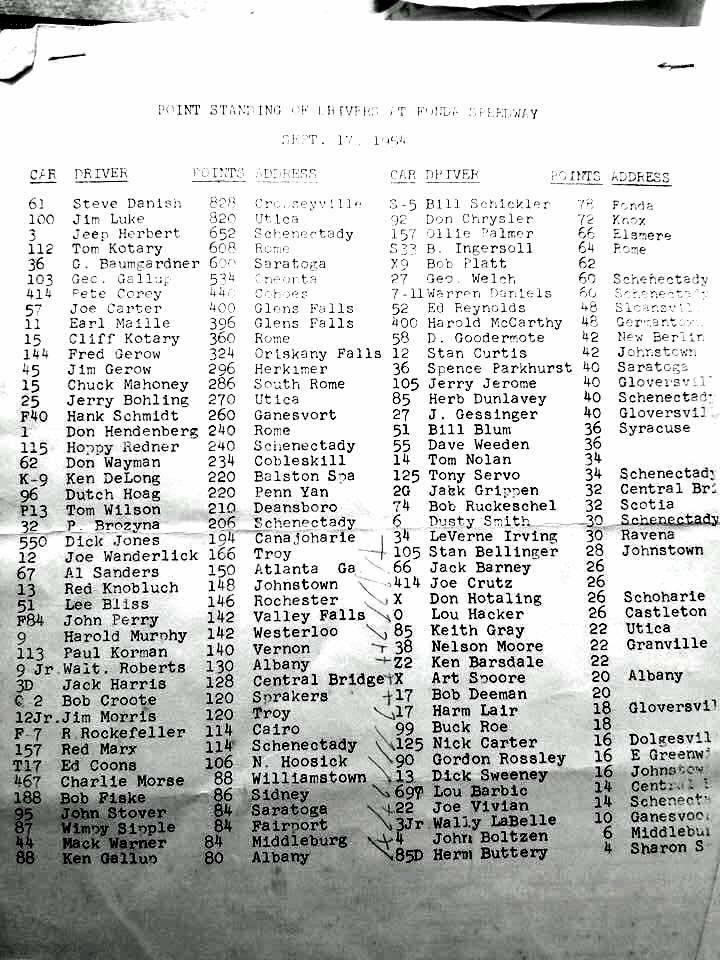 POINT STANDING OF DRIVERS AT FONDA SPEEDWAY
SEPT. 17, 1954
CAR DRIVER POINTS ADDRESS
61 Steve Danish 828 Crouseyville
100 Jim Luke 820 Utica
3 Jeep Herbert 652 Schenectady
112 Tom Kotary 608 Rome
36 G. Baumgardner 600 Saratoga
103 Geo. Gallup 534 Oneonta
414 Pete Corey 440 Cohoes
57 Joe Carter 400 Glens Falls
11 Earl Maille 396 Glens Falls
15 Cliff Kotary 360 Rome
144 Fred Gerow 324 Oriskany Falls
45 Jim Gerow 296 Herkimer
15 Chuck Mahoney 286 South Rome
25 Jerry Bohling 270 Utica
F40 Hank Schmidt 260 Ganesvort
1 Don Hendenberg 240 Rome
115 Hoppy Redner 240 Schenectady
62 Don Wayman 234 Cobleskill
K-9 Ken DeLong 220 Balston Spa
96 Dutch Hoag 220 Penn Yan
P13 Tom Wilson 210 Deansboro
32 P. Brozyna 206 Schenectady
550 Dick Jones 194 Canajoharie
12 Joe Wanderlick 166 Troy
67 Al Sanders 150 Atlanta Ga
13 Red Knobluch 148 Johnstown
51 Lee Bliss 146 Rochester
F84 John Perry 142 Valley Falls
9 Harold Murphy 142 Westerloo
113 Paul Korman 140 Vernon
9 Jr. Walt. Roberts 130 Albany
3D Jack Harris 128 Central Bridge
C 2 Bob Croote 120 Sprakers
12Jr. Jim Morris 120 Troy
F-7 R.Rockefeller 114 Cairo
157 Red Marx 114 Schenectady
T17 Ed Coons 106 N. Hoosick
467 Charlie Morse 88 Williamstown
188 Bob Fiske 86 Sidney
95 John Stover 84 Saratoga
87 Wimpy Sipple 84 Fairport
44 Mack Warner 84 Middleburg
88 Ken Gallup 80 Albany
CAR DRIVER POINTS ADDRESS
S-5 Bill Schickler 78 Fonda
92 Don Chrysler 72 Knox
157 Ollie Palmer 66 Elsmere
S33 B. Ingersoll 64 Rome
X9 Bob Platt 62
27 Geo. Welch 60 Schenectady
7-11 Warren Daniels 60 Schenectady
52 Ed Reynolds 48 Sloansvil
400 Harold McCarthy 48 Germantow
58 D. Goodermote 42 New Berlin
12 Stan Curtis 42 Johnstown
36 Spence Parkhurst 40 Saratoga
105 Jerry Jerome 40 Gloversvil
85 Herb Dunlavey 40 Schenectad
27 J. Gessinger 40 Gloversvil
51 Bill Blum 36 Syracuse
55 Dave Weeden 36
14 Tom Nolan 34
125 Tony Servo 34 Schenectady
2G Jack Grippen 32 Central Bri
74 Bob Ruckeschel 32 Scotia
6 Dusty Smith 30 Schenectady
34 LeVerne Irving 30 Ravena
105 Stan Bellinger 28 Johnstown
66 Jack Barney 26
414 Joe Crutz 26
X Don Hotaling 26 Schoharie
0 Lou Hacker 26 Castleton
85 Keith Gray 22 Utica
38 Nelson Moore 22 Granville
Z2 Ken Barsdale 22
X Art Spoore 20 Albany
17 Bob Deeman 20
17 Harm Lair 18 Gloversvil
99 Buck Roe 18
125 Nick Carter 16 Dolgesvil
90 Gordon Rossley 16 E Greenw
13 Dick Sweeney 16 Johnstow
697 Lou Barbic 14 Central
22 Joe Vivian 14 Schenect
3Jr Wally LaBelle 10 Ganesvoo
4 John Boltzen 6 Middlebur
85D Herm Buttery 4 Sharon S